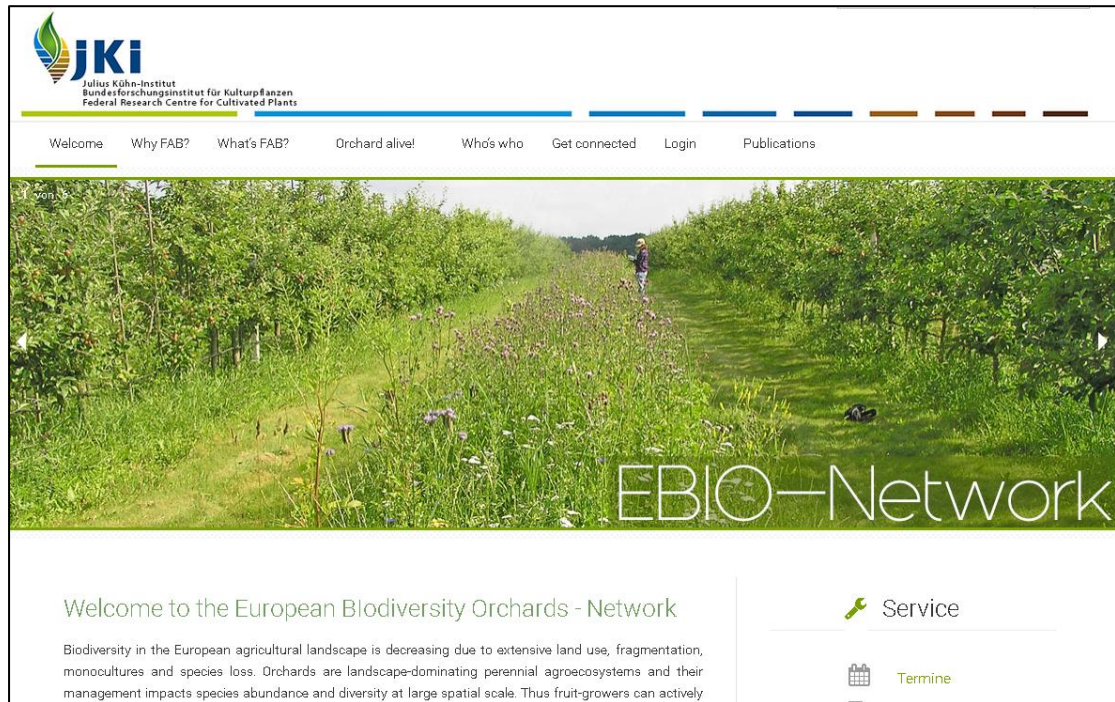 jKi
Julius Kühn-Institut
Bundesforschungsinstitut für Kulturpflanzen
Federal Research Centre for Cultivated Plants
Welcome Why FAB? What's FAB? Orchard alive! Who's who Get connected Login Publications
1 von 5
EBIO–Network
Welcome to the European BIodiversity Orchards - Network
Service
Biodiversity in the European agricultural landscape is decreasing due to extensive land use, fragmentation,
monocultures and species loss. Orchards are landscape-dominating perennial agroecosystems and their
management impacts species abundance and diversity at large spatial scale. Thus fruit-growers can actively
Termine